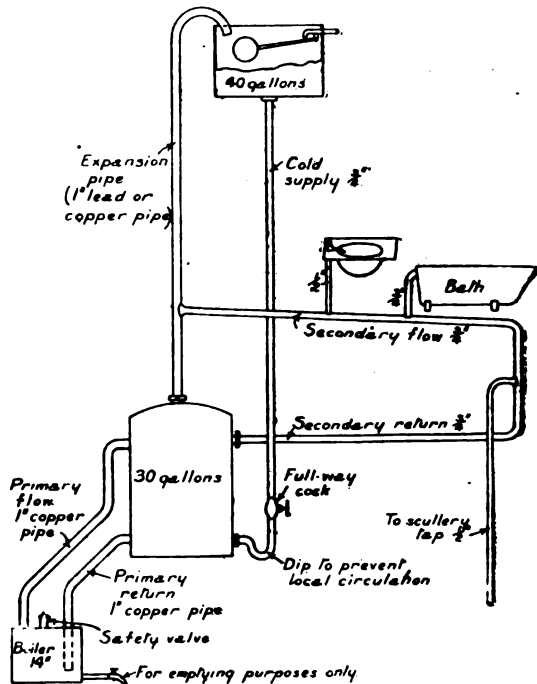 40 gallons
Expansion
pipe
(1" lead or
copper pipe)
Cold
supply 3/4"
1/2"
3/4"
Bath
Secondary flow 3/4"
Secondary return 3/4"
30 gallons
Full-way
cock
Primary
flow
1" copper
pipe
To scullery
tap 1/2"
Dip to prevent
local circulation
Primary
return
1" copper pipe
Safety valve
Boiler
14"
For emptying purposes only